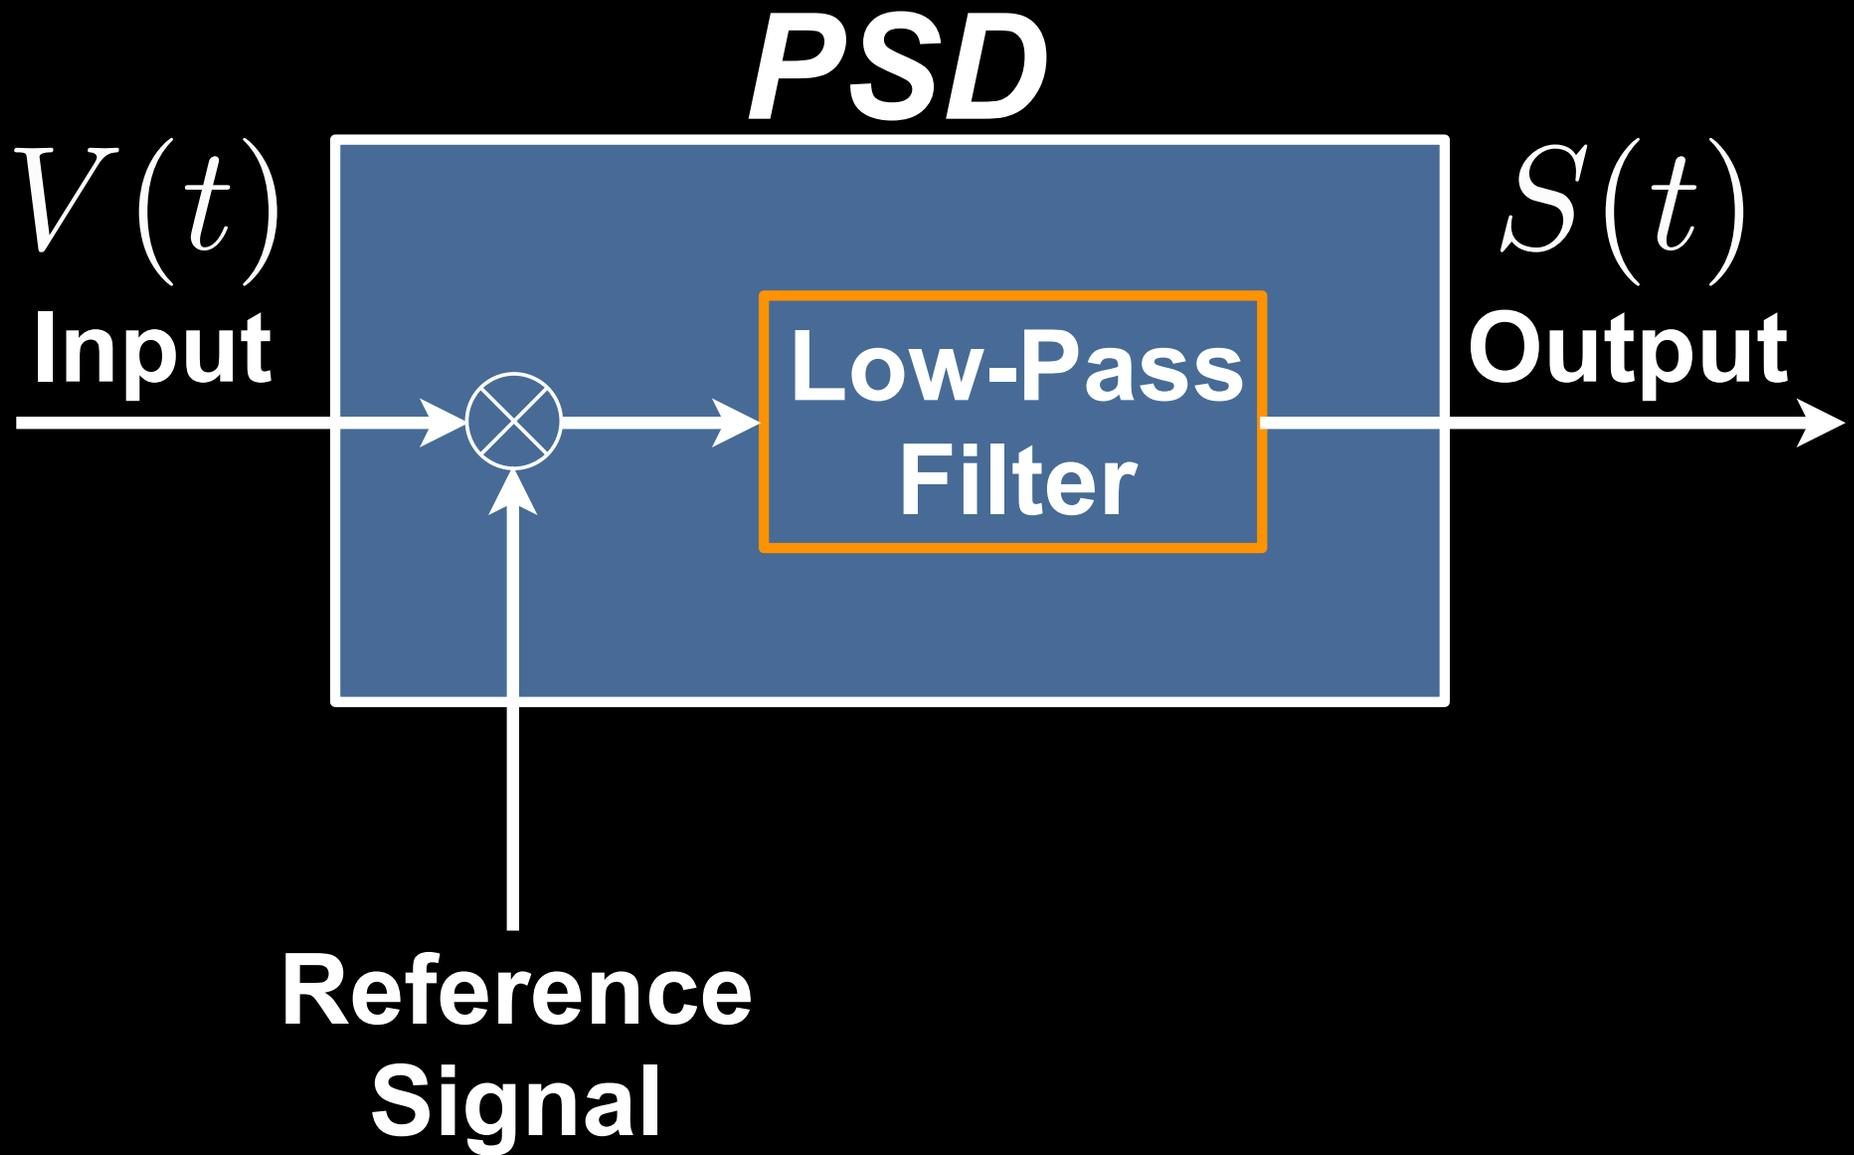 PSD
V(t)
Input
Low-Pass
Filter
S(t)
Output
Reference
Signal